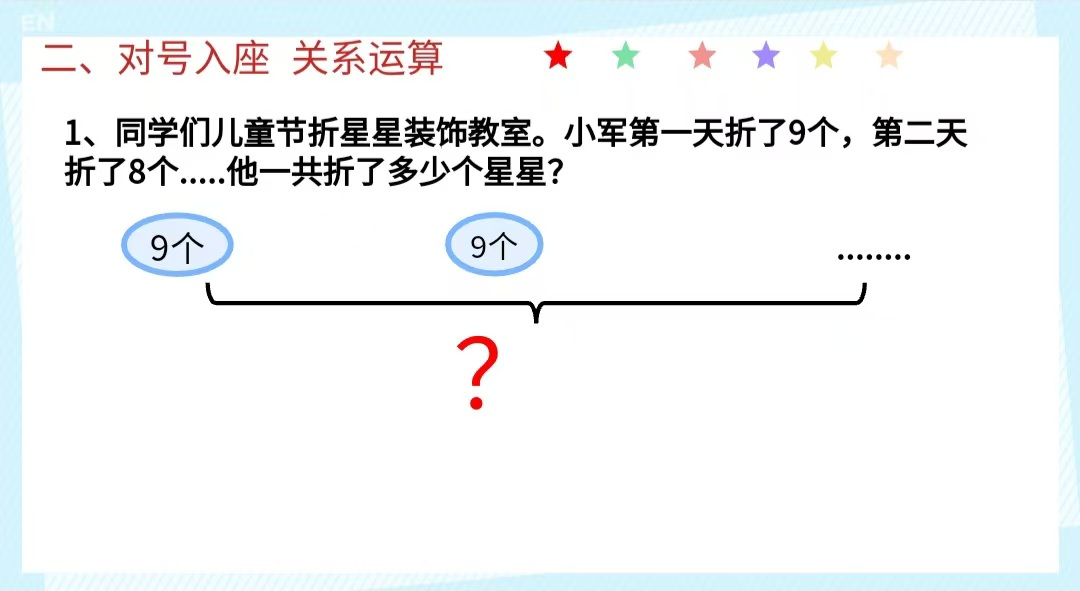 EN
二、对号入座 关系运算
1、同学们儿童节折星星装饰教室。小军第一天折了9个，第二天
折了8个.....他一共折了多少个星星？
9个 9个 ........
？